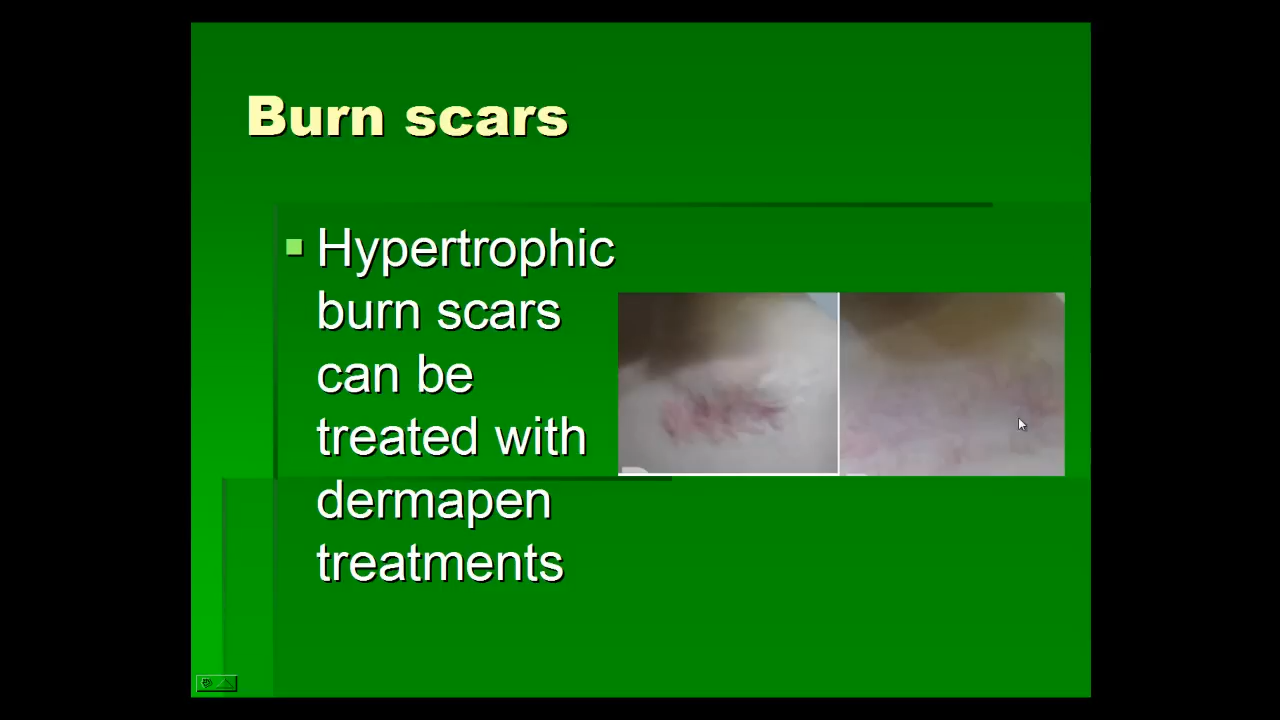 Burn scars
Hypertrophic
burn scars
can be
treated with
dermapen
treatments